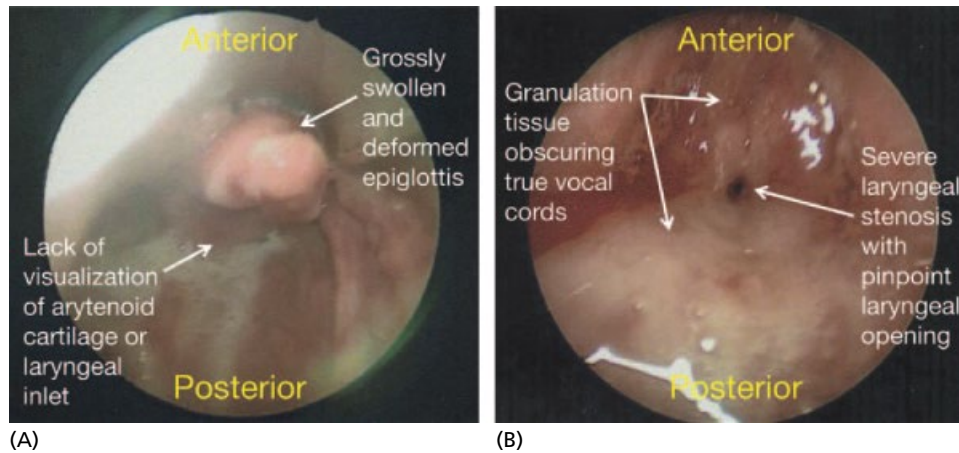 Anterior
Grossly
swollen
and
deformed
epiglottis
Lack of
visualization
of arytenoid
cartilage or
laryngeal
inlet
Posterior
(A)
Anterior
Granulation
tissue
obscuring
true vocal
cords
Severe
laryngeal
stenosis
with
pinpoint
laryngeal
opening
Posterior
(B)